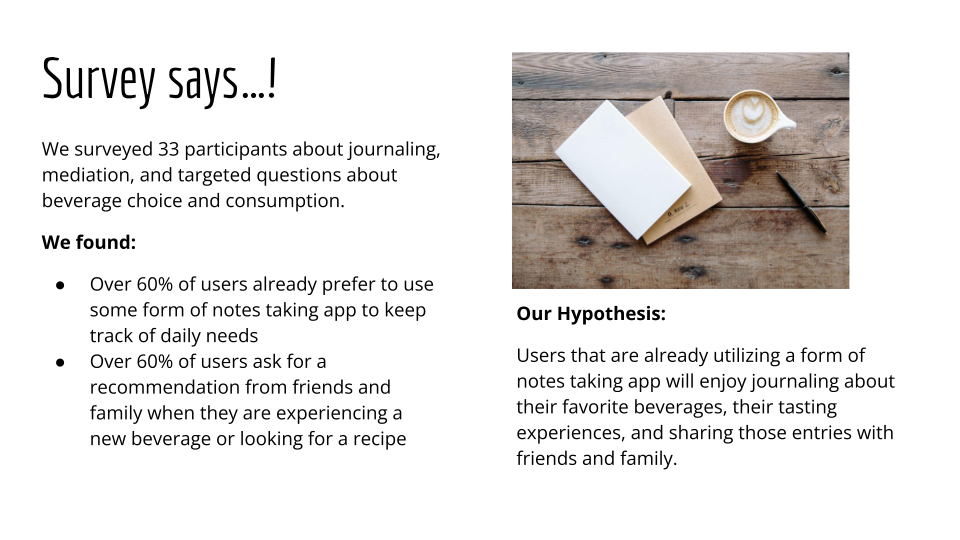 Survey says...!
We surveyed 33 participants about journaling,
mediation, and targeted questions about
beverage choice and consumption.
We found:
● Over 60% of users already prefer to use
some form of notes taking app to keep
track of daily needs
● Over 60% of users ask for a
recommendation from friends and
family when they are experiencing a
new beverage or looking for a recipe
Our Hypothesis:
Users that are already utilizing a form of
notes taking app will enjoy journaling about
their favorite beverages, their tasting
experiences, and sharing those entries with
friends and family.